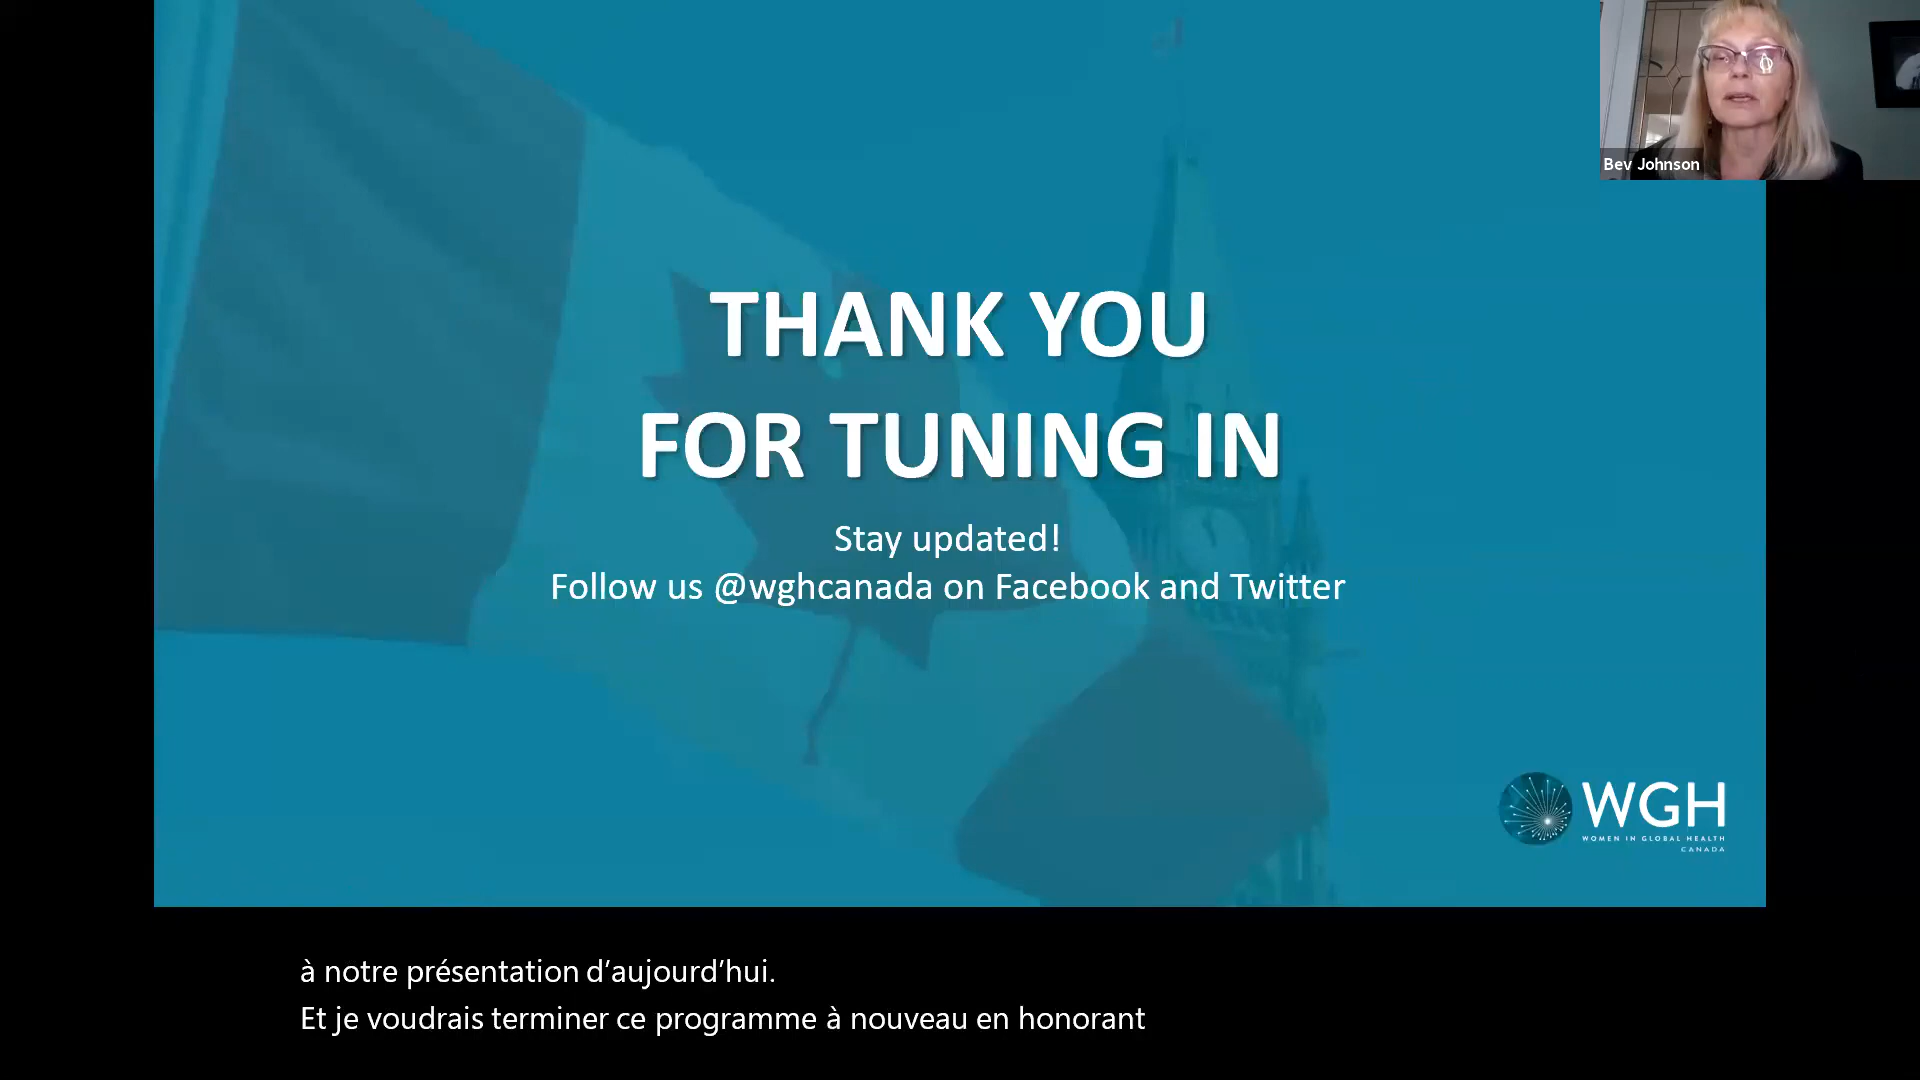 Bev Johnson
THANK YOU
FOR TUNING IN
Stay updated!
Follow us @wghcanada on Facebook and Twitter
WGH
WOMEN IN GLOBAL HEALTH
CANADA
à notre présentation d’aujourd’hui.
Et je voudrais terminer ce programme à nouveau en honorant